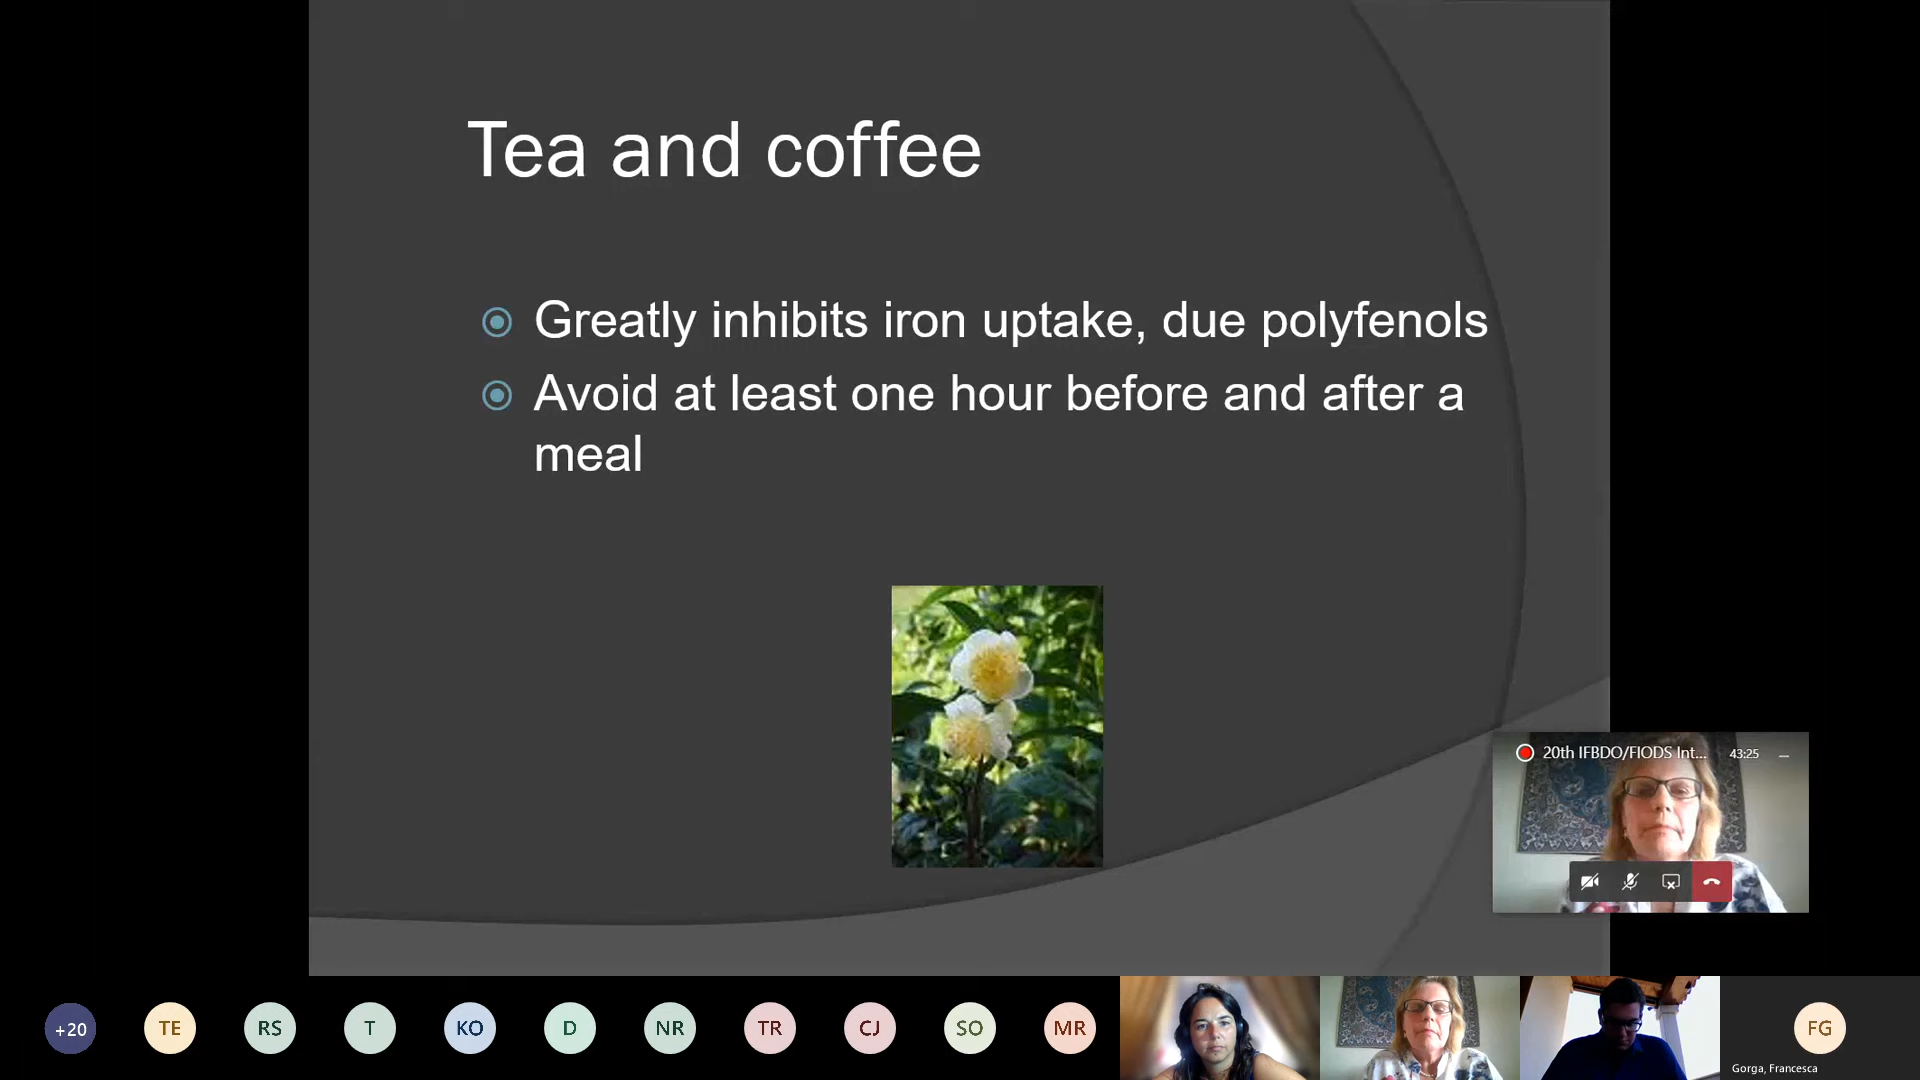 Tea and coffee
Greatly inhibits iron uptake, due polyfenols
Avoid at least one hour before and after a
meal
20th IFBDO/FIODS Int... 43:25
+20 TE RS T KO D NR TR CJ SO MR FG
Gorga, Francesca